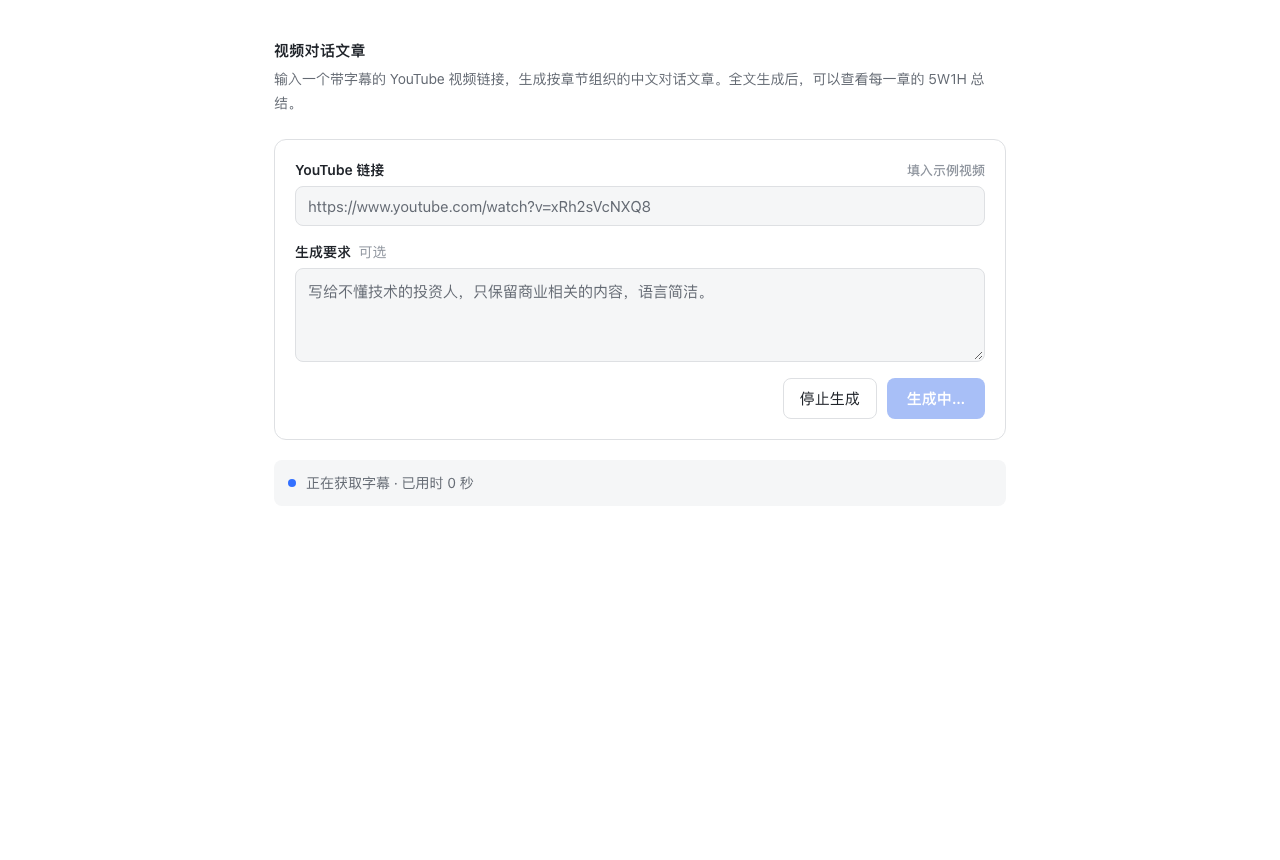 视频对话文章
输入一个带字幕的 YouTube 视频链接，生成按章节组织的中文对话文章。全文生成后，可以查看每一章的 5W1H 总
结。
YouTube 链接
填入示例视频
https://www.youtube.com/watch?v=xRh2sVcNXQ8
生成要求 可选
写给不懂技术的投资人，只保留商业相关的内容，语言简洁。
停止生成
生成中...
正在获取字幕 · 已用时 0 秒